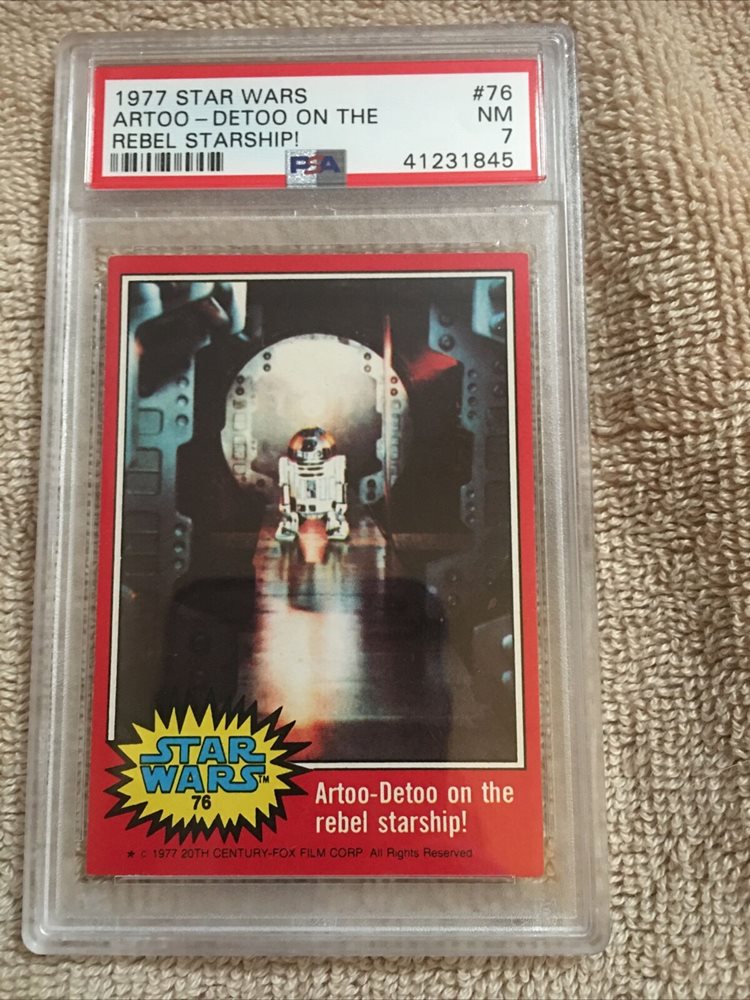 1977 STAR WARS #76
ARTOO-DETOO ON THE NM
REBEL STARSHIP! 7
PSA 41231845
STAR
WARS™
76
Artoo-Detoo on the
rebel starship!
* © 1977 20TH CENTURY-FOX FILM CORP. All Rights Reserved